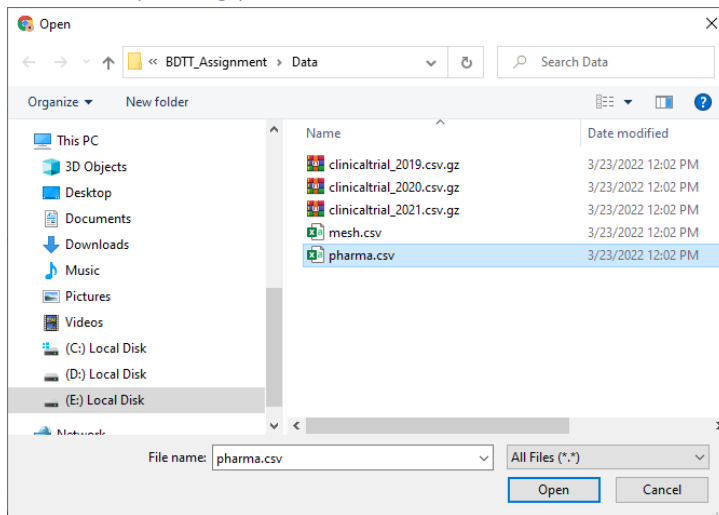 Open
BDTT_Assignment Data
Search Data
Organize New folder
Name Date modified
This PC
3D Objects
Desktop
Documents
Downloads
Music
Pictures
Videos
(C:) Local Disk
(D:) Local Disk
(E:) Local Disk
Network
clinicaltrial_2019.csv.gz 3/23/2022 12:02 PM
clinicaltrial_2020.csv.gz 3/23/2022 12:02 PM
clinicaltrial_2021.csv.gz 3/23/2022 12:02 PM
mesh.csv 3/23/2022 12:02 PM
pharma.csv 3/23/2022 12:02 PM
File name: pharma.csv All Files (*.*)
Open Cancel